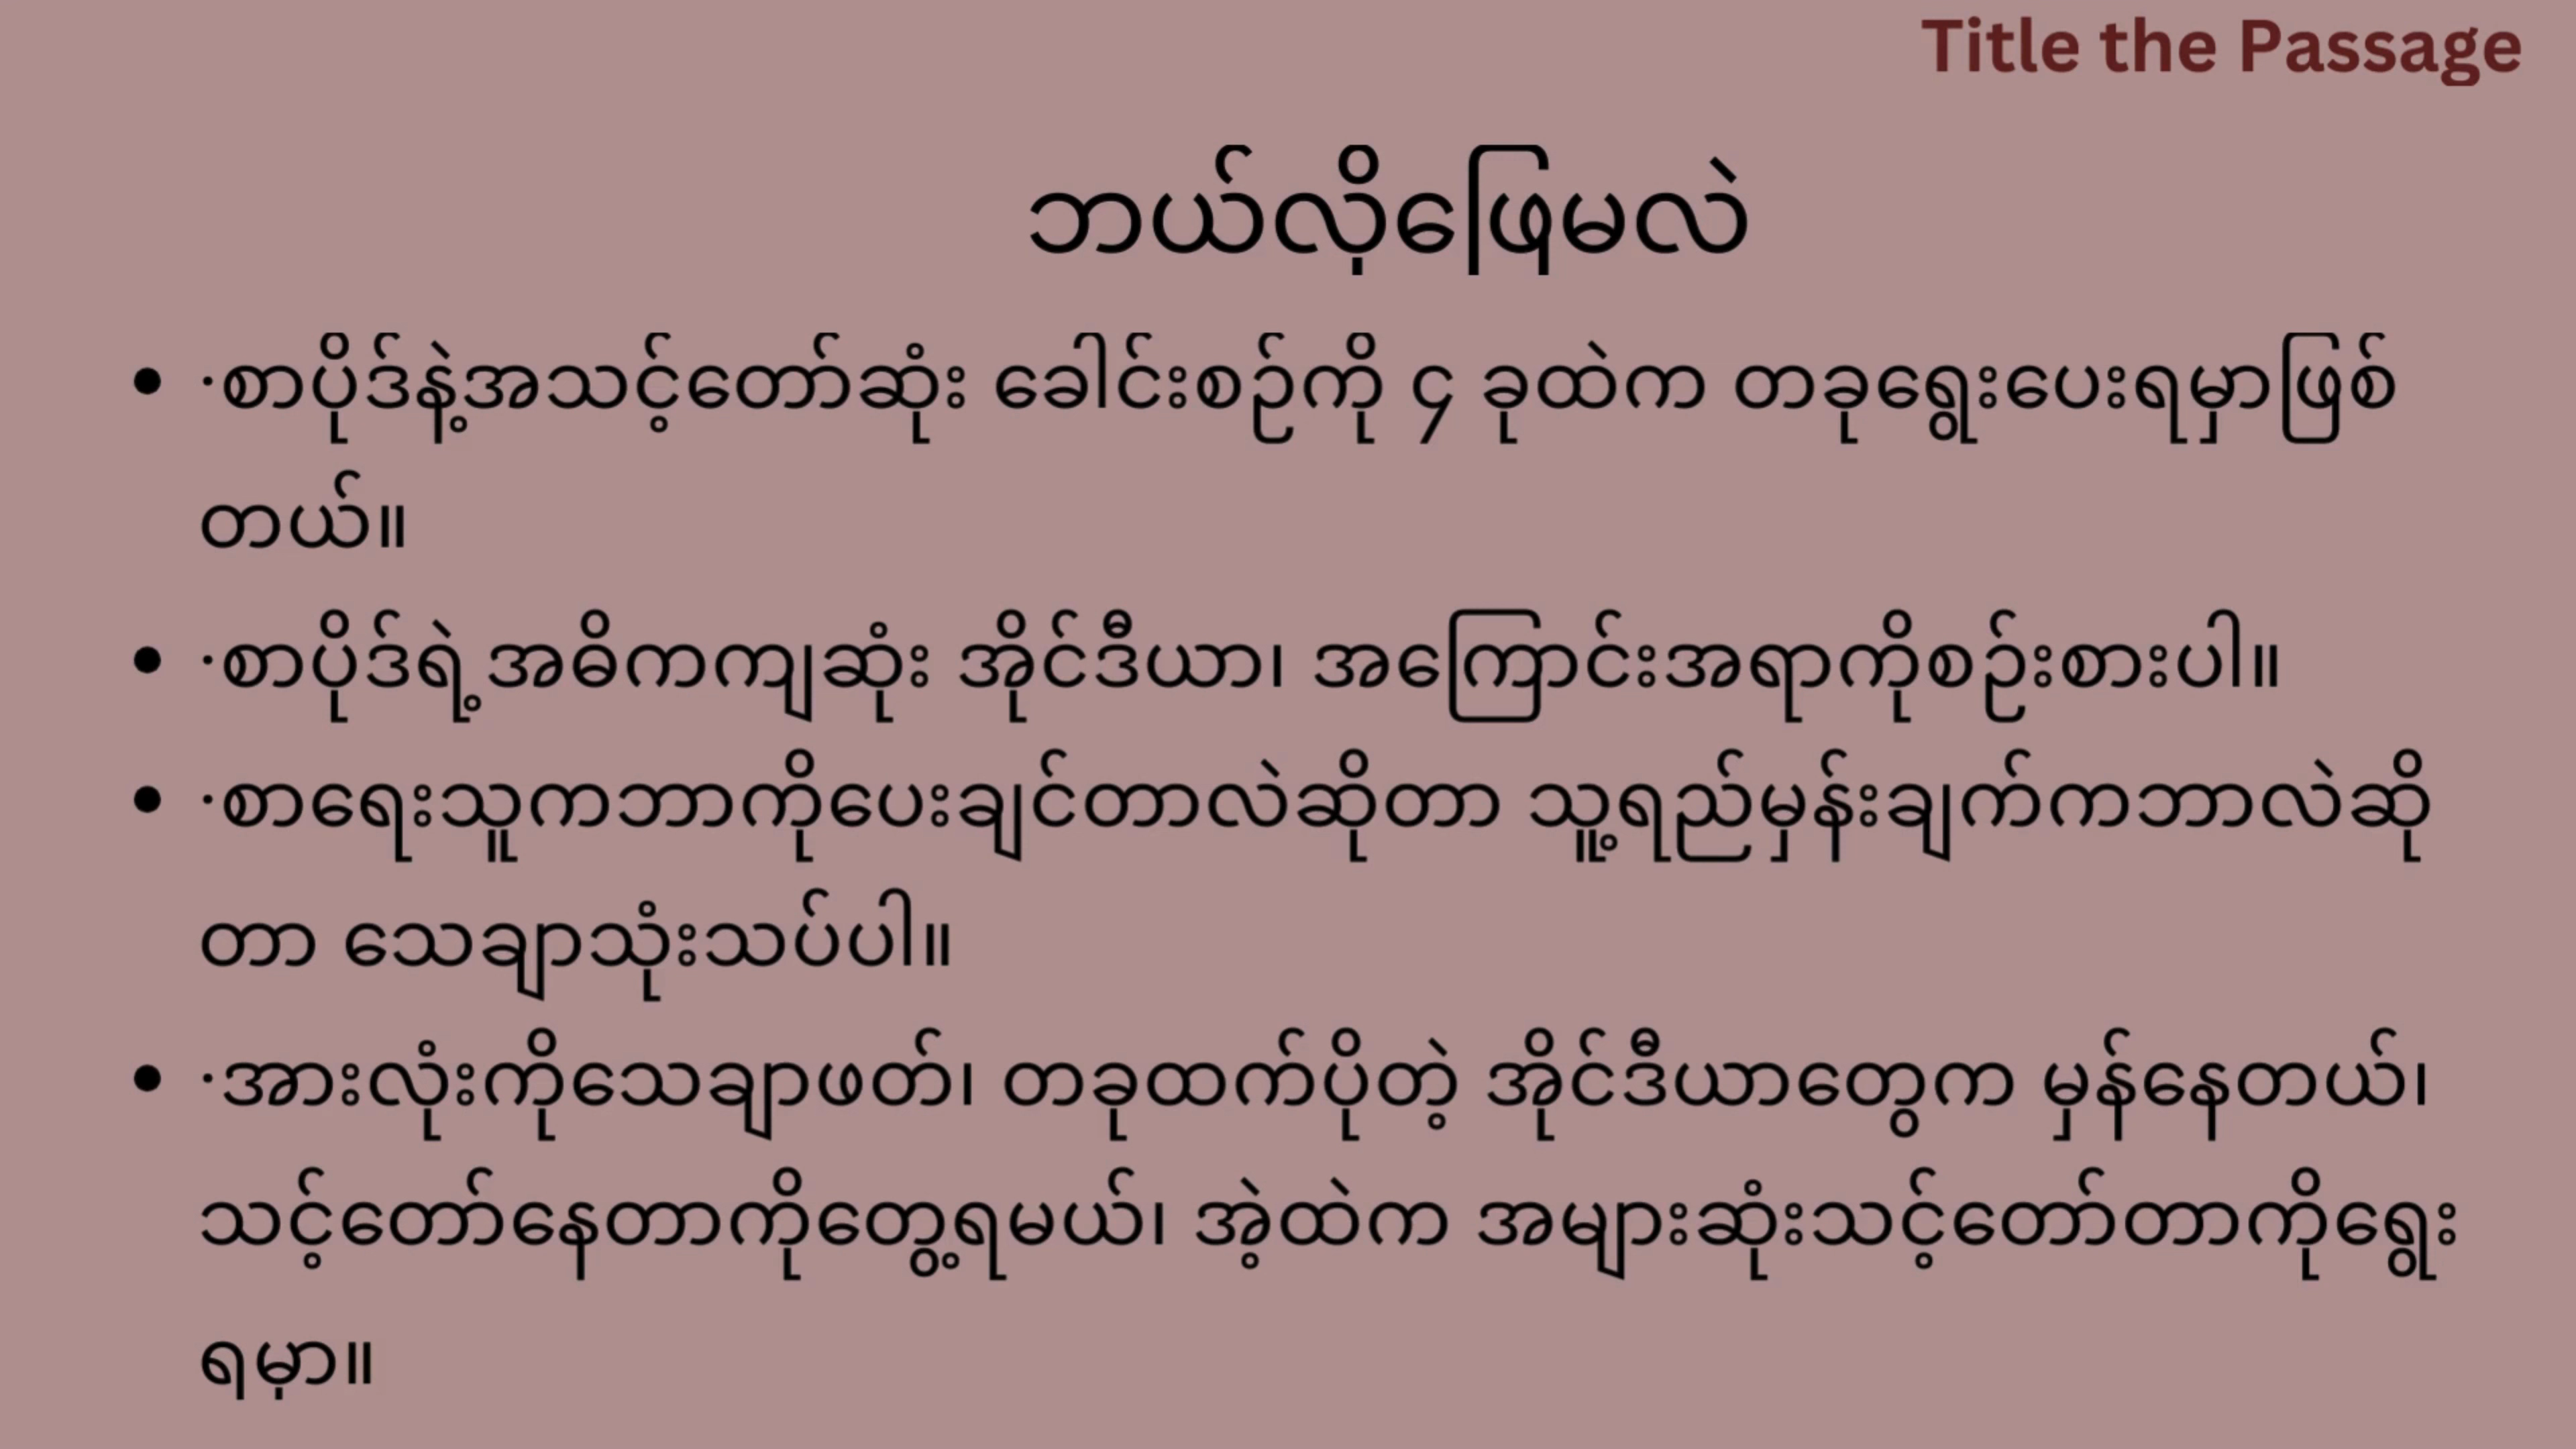 Title the Passage
ဘယ်လိုဖြေမလဲ
• ·စာပိုဒ်နဲ့အသင့်တော်ဆုံး ခေါင်းစဉ်ကို ၄ ခုထဲက တခုရွေးပေးရမှာဖြစ်
တယ်။
• ·စာပိုဒ်ရဲ့အဓိကကျဆုံး အိုင်ဒီယာ၊ အကြောင်းအရာကိုစဉ်းစားပါ။
• ·စာရေးသူကဘာကိုပေးချင်တာလဲဆိုတာ သူ့ရည်မှန်းချက်ကဘာလဲဆို
တာ သေချာသုံးသပ်ပါ။
• ·အားလုံးကိုသေချာဖတ်၊ တခုထက်ပိုတဲ့ အိုင်ဒီယာတွေက မှန်နေတယ်၊
သင့်တော်နေတာကိုတွေ့ရမယ်၊ အဲ့ထဲက အများဆုံးသင့်တော်တာကိုရွေး
ရမှာ။